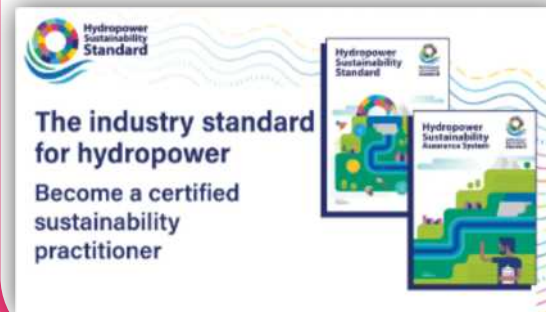 Hydropower
Sustainability
Standard
The industry standard
for hydropower
Become a certified
sustainability
practitioner
Hydropower
Sustainability
Standard
Hydropower
Sustainability
Assurance System